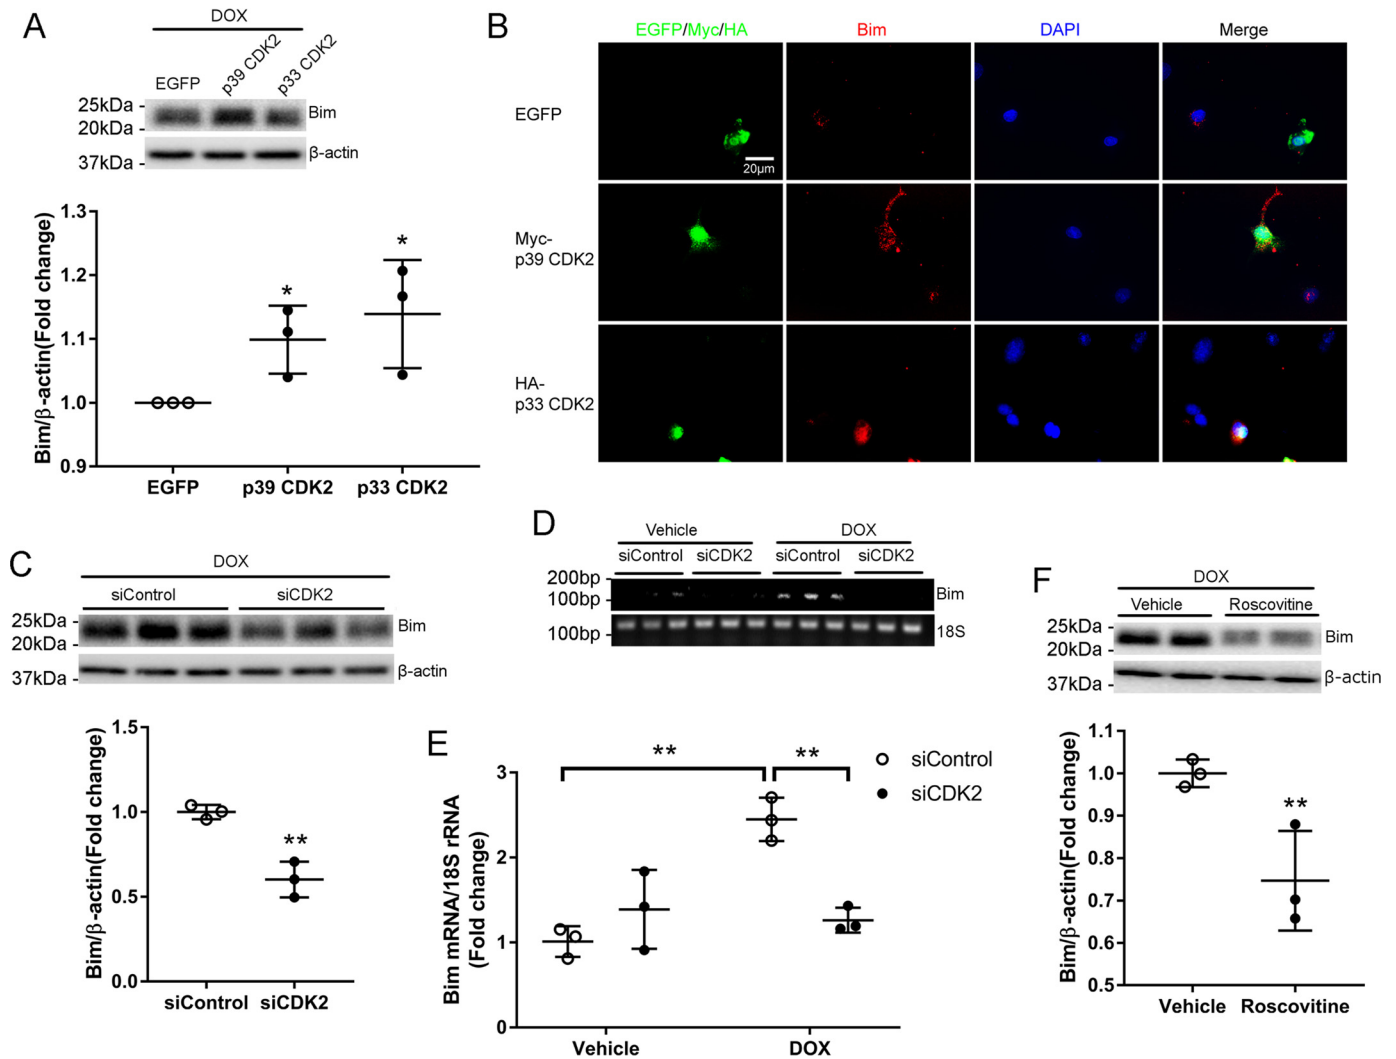 A
DOX
EGFP
p39 CDK2
p33 CDK2
25kDa -
20kDa -
Bim
37kDa -
β-actin
Bim/β-actin(Fold change)
1.3
1.2
1.1
1.0
0.9
*
*
EGFP
p39 CDK2
p33 CDK2
B
EGFP/Myc/HA
Bim
DAPI
Merge
EGFP
20μm
Myc-
p39 CDK2
HA-
p33 CDK2
C
DOX
siControl
siCDK2
25kDa -
20kDa -
Bim
37kDa -
β-actin
Bim/β-actin(Fold change)
1.5
1.0
0.5
0.0
**
siControl
siCDK2
D
Vehicle
DOX
siControl
siCDK2
siControl
siCDK2
200bp -
100bp -
Bim
100bp -
18S
E
Bim mRNA/18S rRNA
(Fold change)
3
2
1
0
**
**
siControl
siCDK2
Vehicle
DOX
F
DOX
Vehicle
Roscovitine
25kDa -
20kDa -
Bim
37kDa -
β-actin
Bim/β-actin(Fold change)
1.1
1.0
0.9
0.8
0.7
0.6
0.5
**
Vehicle
Roscovitine